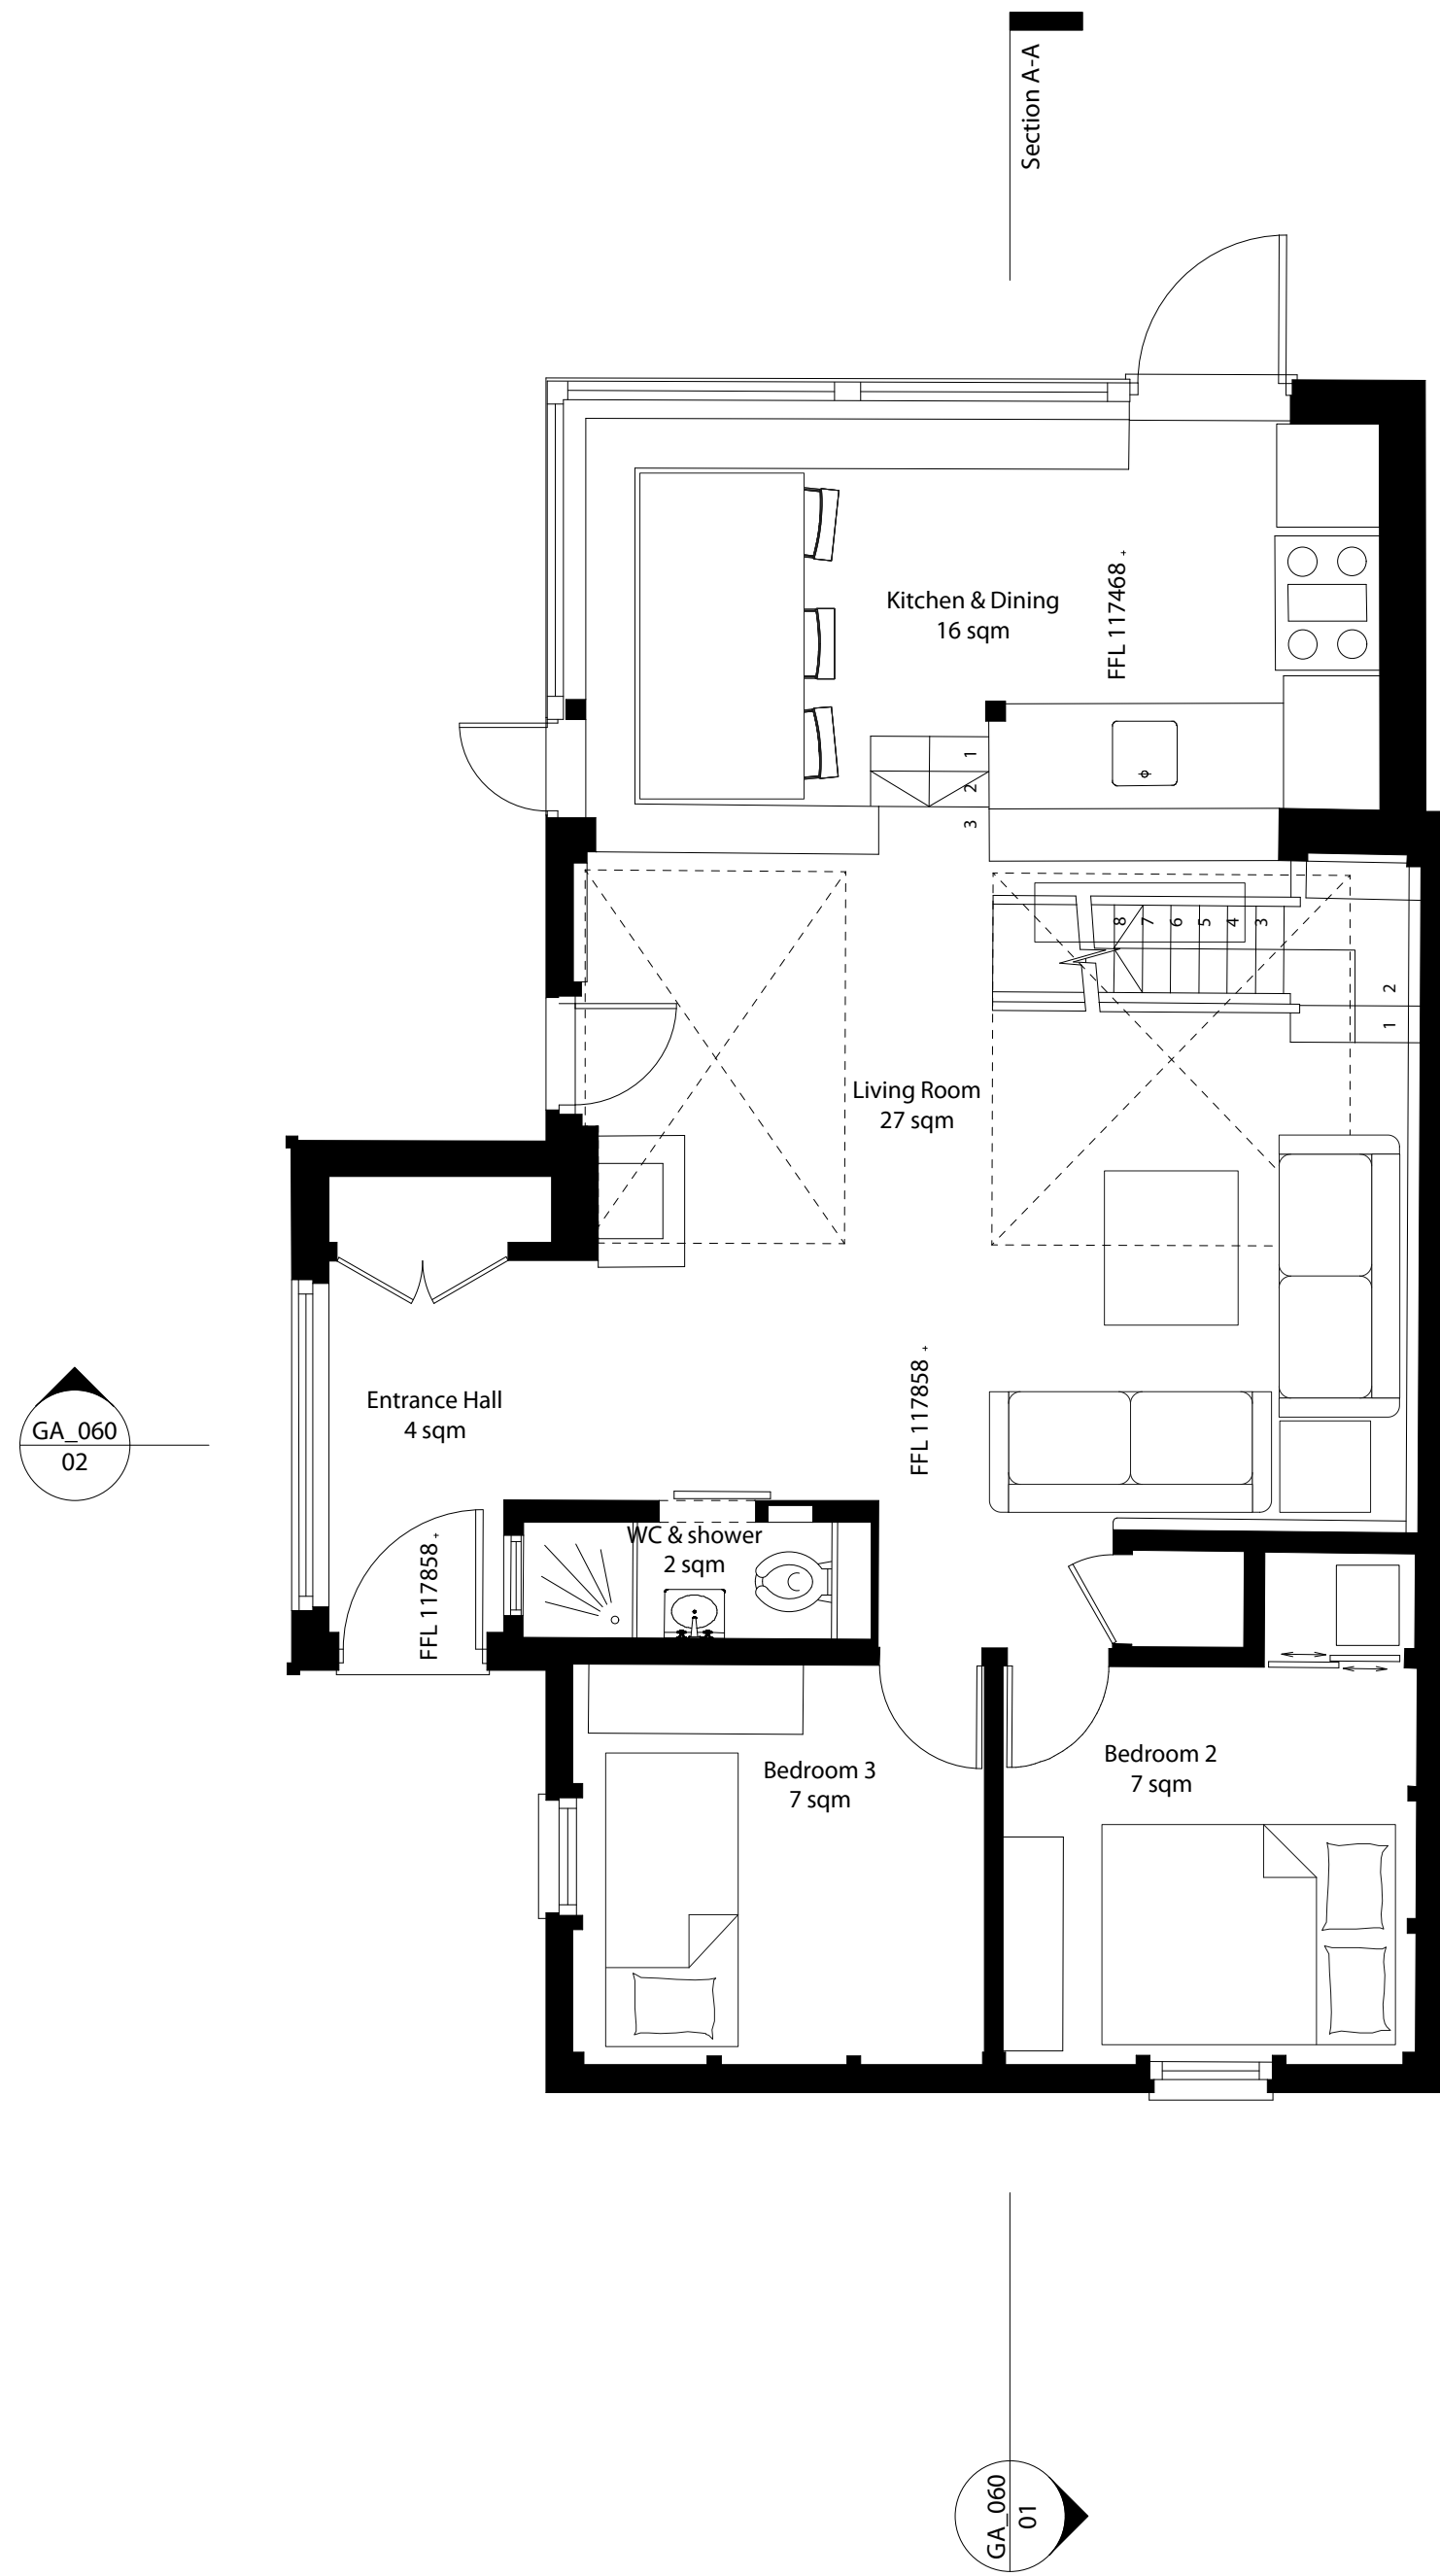 Section A-A
Kitchen & Dining
16 sqm
FFL 117468
1
2
3
8
7
6
5
4
3
2
1
Living Room
27 sqm
FFL 117858
Entrance Hall
4 sqm
GA_060
02
FFL 117858
WC & shower
2 sqm
Bedroom 3
7 sqm
Bedroom 2
7 sqm
GA_060
01